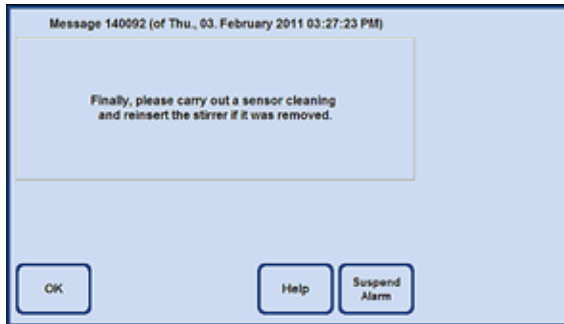 Message 140092 (of Thu., 03. February 2011 03:27:23 PM)
Finally, please carry out a sensor cleaning
and reinsert the stirrer if it was removed.
OK
Help
Suspend
Alarm